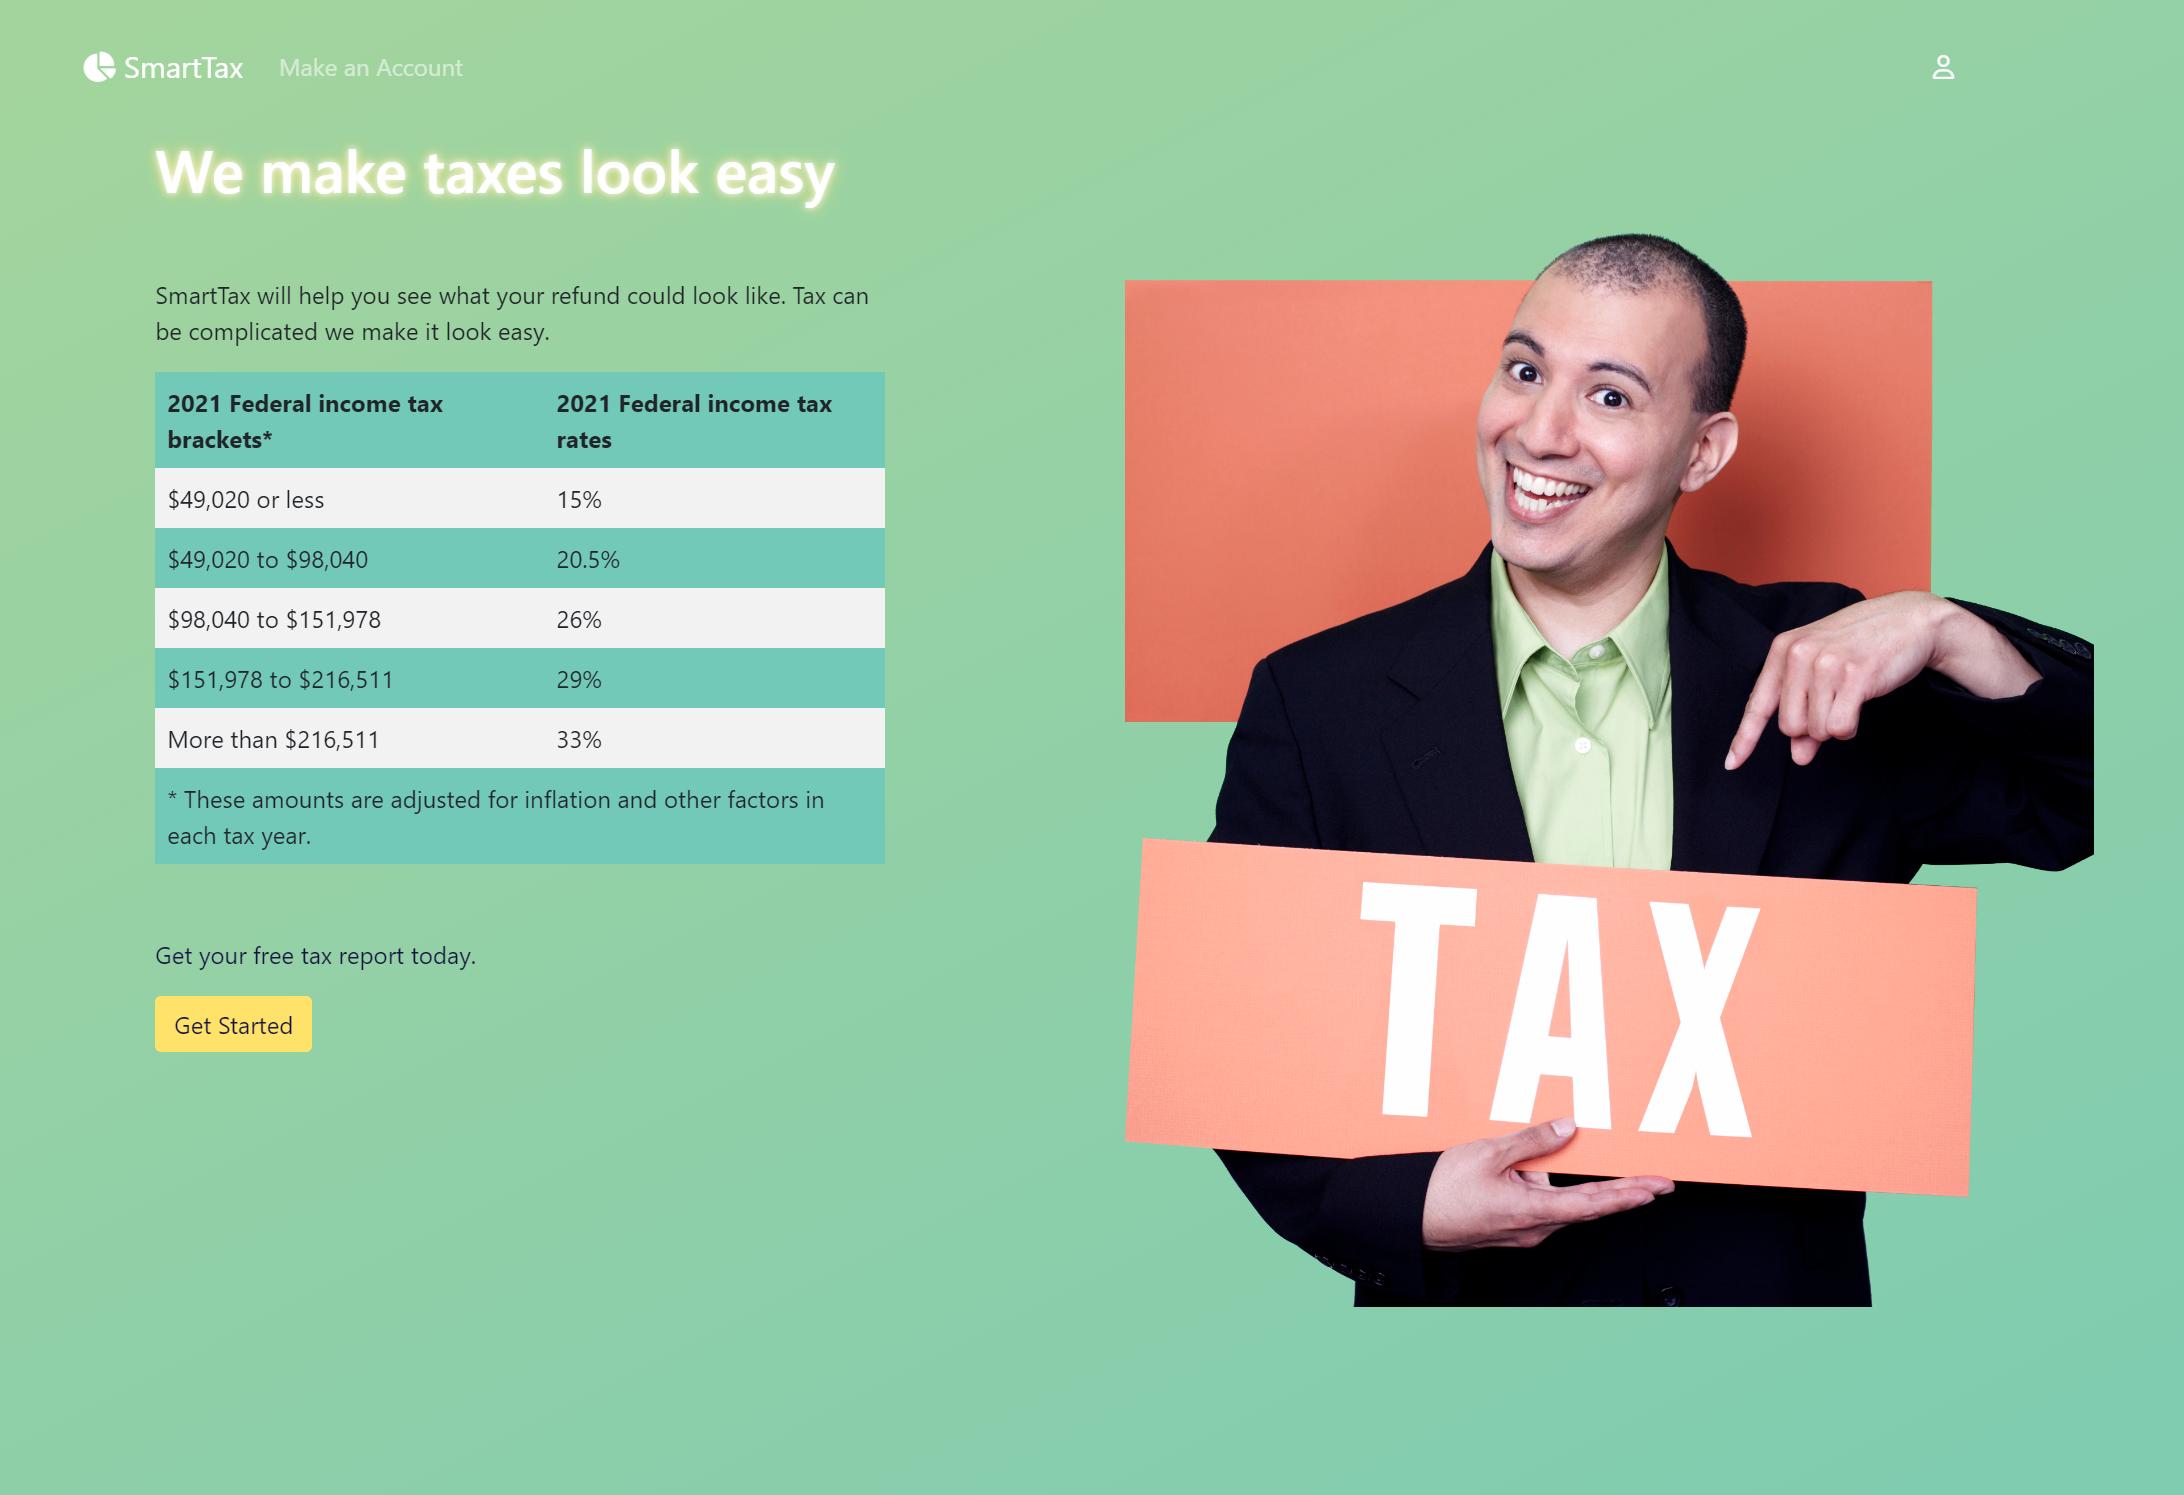 SmartTax Make an Account
We make taxes look easy
SmartTax will help you see what your refund could look like. Tax can
be complicated we make it look easy.
2021 Federal income tax brackets* 2021 Federal income tax rates
$49,020 or less 15%
$49,020 to $98,040 20.5%
$98,040 to $151,978 26%
$151,978 to $216,511 29%
More than $216,511 33%
* These amounts are adjusted for inflation and other factors in
each tax year.
Get your free tax report today.
Get Started
TAX